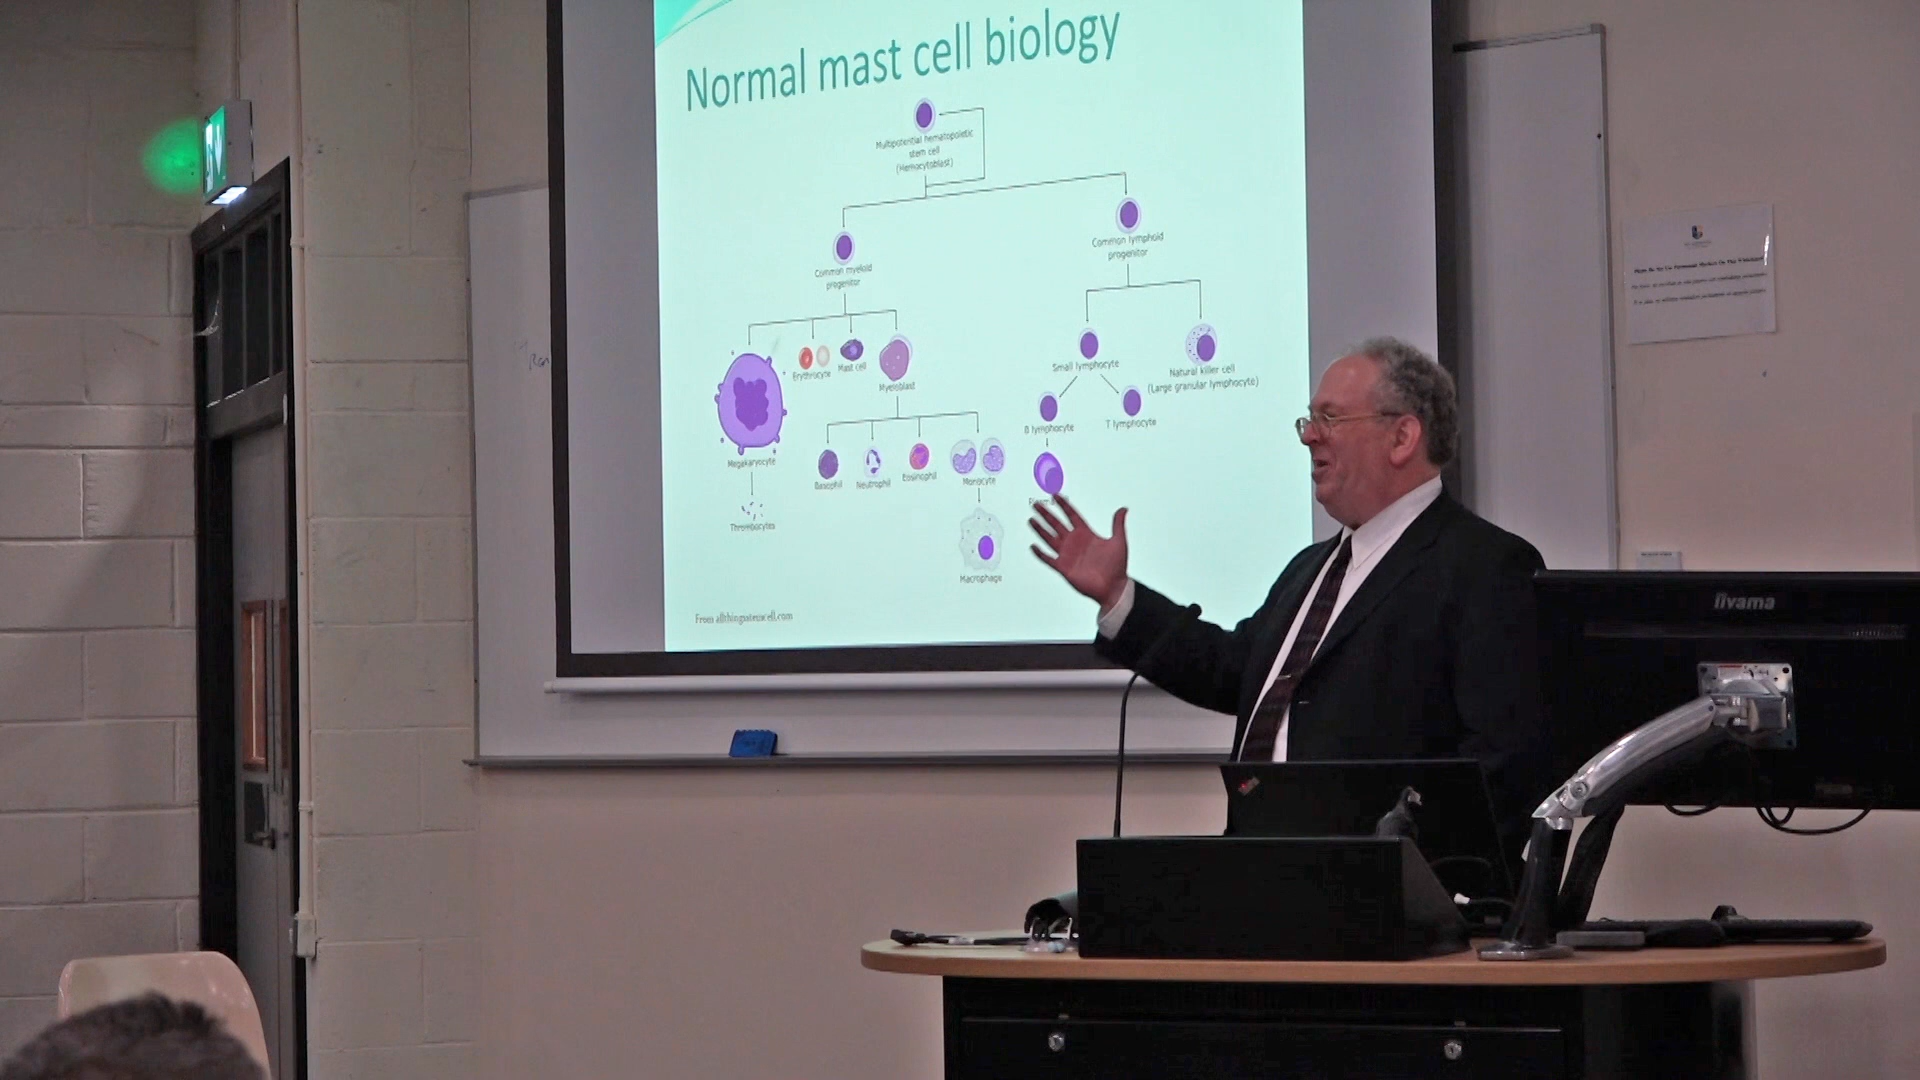 Normal mast cell biology
Multipotential hematopoietic
stem cell
(Hemocytoblast)
Common myeloid
progenitor
Common lymphoid
progenitor
Erythrocyte
Mast cell
Myeloblast
Small lymphocyte
Natural killer cell
(Large granular lymphocyte)
B lymphocyte
T lymphocyte
Megakaryocyte
Basophil
Neutrophil
Eosinophil
Monocyte
Thrombocytes
Macrophage
From allthingsstemcell.com
iiyama